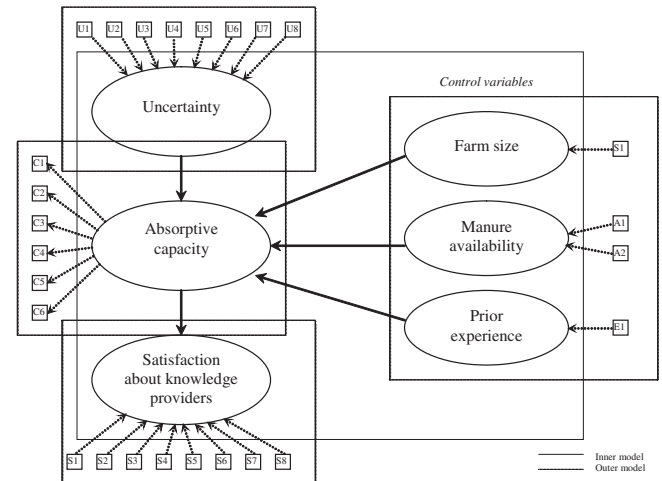 U1 U2 U3 U4 U5 U6 U7 U8
Uncertainty
Control variables
Farm size
S1
Manure
availability
A1
A2
Prior
experience
E1
C1
C2
C3
C4
C5
C6
Absorptive
capacity
Satisfaction
about knowledge
providers
S1 S2 S3 S4 S5 S6 S7 S8
Inner model
Outer model